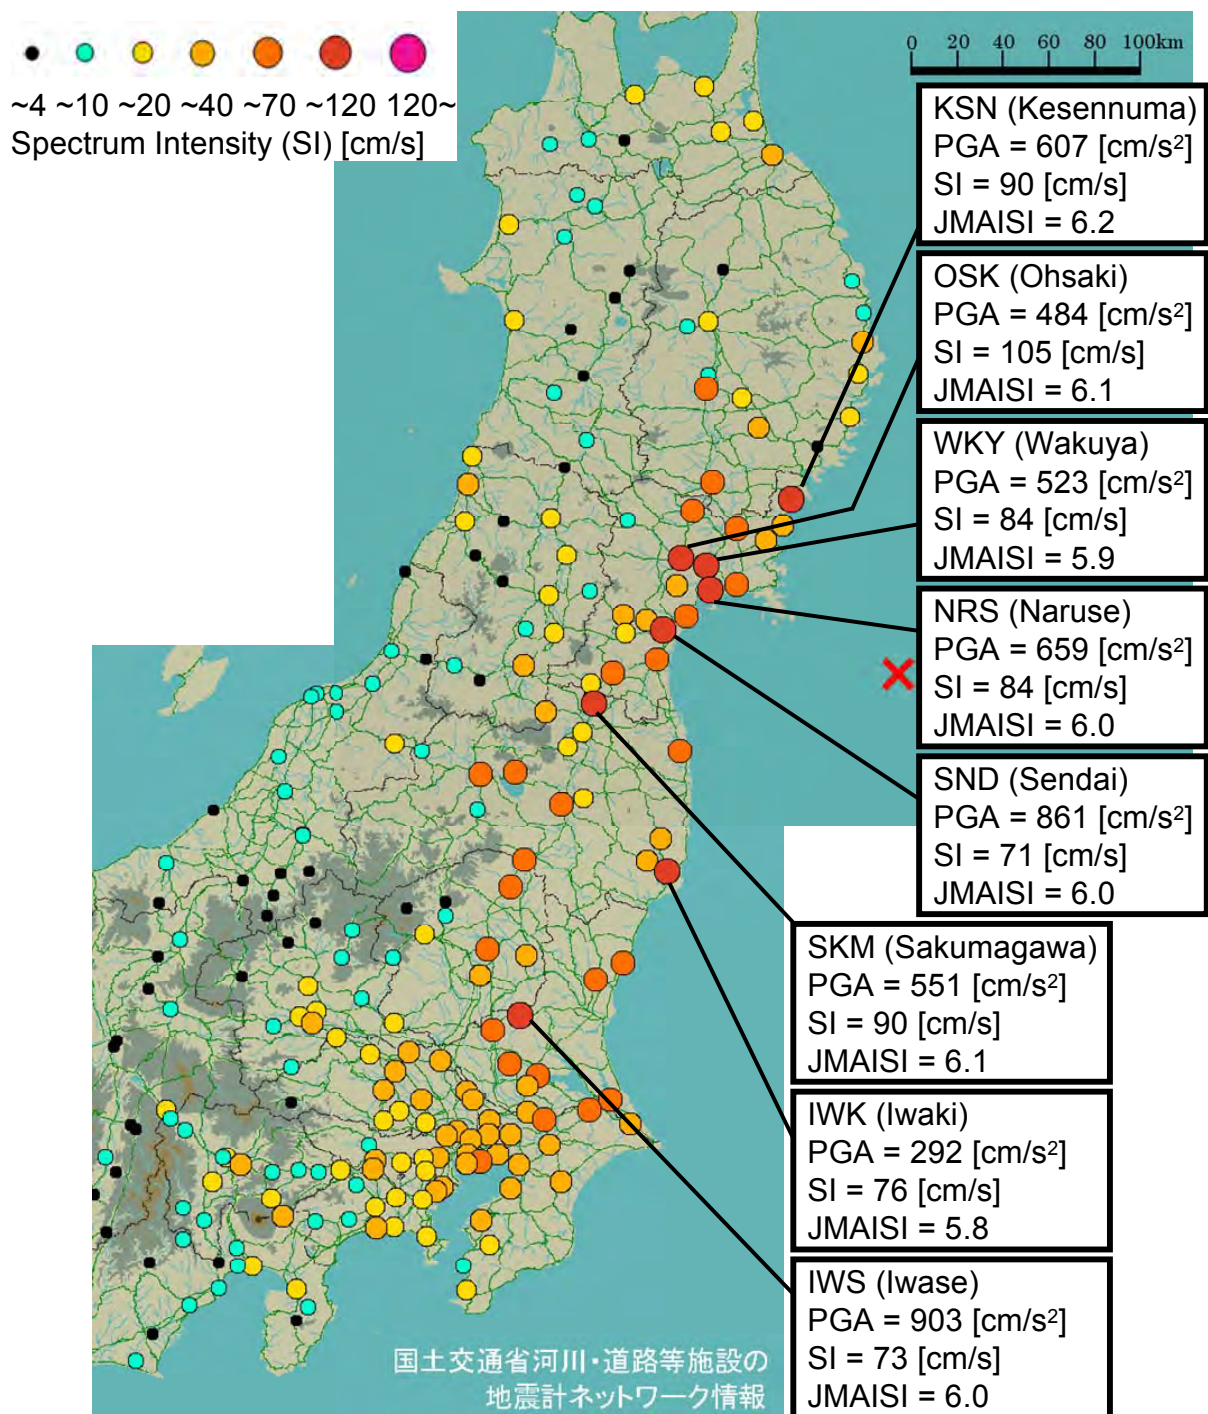 ~4 ~10 ~20 ~40 ~70 ~120 120~
Spectrum Intensity (SI) [cm/s]
0 20 40 60 80 100km
KSN (Kesennuma)
PGA = 607 [cm/s²]
SI = 90 [cm/s]
JMAISI = 6.2
OSK (Ohsaki)
PGA = 484 [cm/s²]
SI = 105 [cm/s]
JMAISI = 6.1
WKY (Wakuya)
PGA = 523 [cm/s²]
SI = 84 [cm/s]
JMAISI = 5.9
NRS (Naruse)
PGA = 659 [cm/s²]
SI = 84 [cm/s]
JMAISI = 6.0
SND (Sendai)
PGA = 861 [cm/s²]
SI = 71 [cm/s]
JMAISI = 6.0
SKM (Sakumagawa)
PGA = 551 [cm/s²]
SI = 90 [cm/s]
JMAISI = 6.1
IWK (Iwaki)
PGA = 292 [cm/s²]
SI = 76 [cm/s]
JMAISI = 5.8
IWS (Iwase)
PGA = 903 [cm/s²]
SI = 73 [cm/s]
JMAISI = 6.0
国土交通省河川・道路等施設の
地震計ネットワーク情報